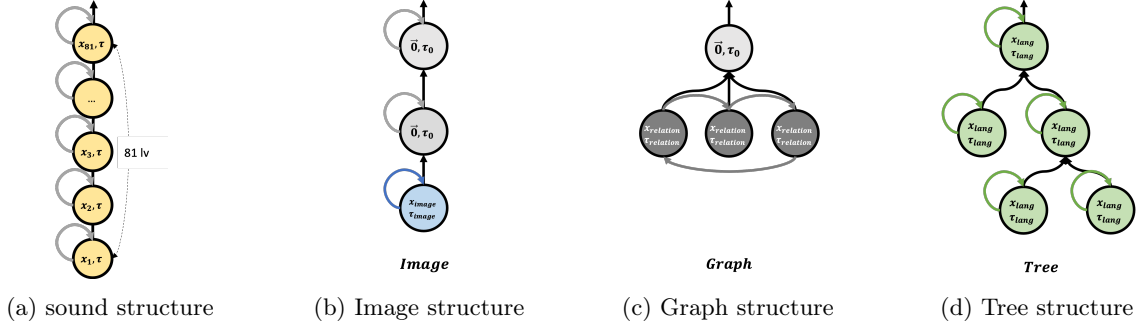 x81, τ
...
x3, τ
x2, τ
x1, τ
81 lv
(a) sound structure
0⃗, τ0
0⃗, τ0
ximage
τimage
Image
(b) Image structure
0⃗, τ0
xrelation
τrelation
xrelation
τrelation
xrelation
τrelation
Graph
(c) Graph structure
xlang
τlang
xlang
τlang
xlang
τlang
xlang
τlang
xlang
τlang
Tree
(d) Tree structure